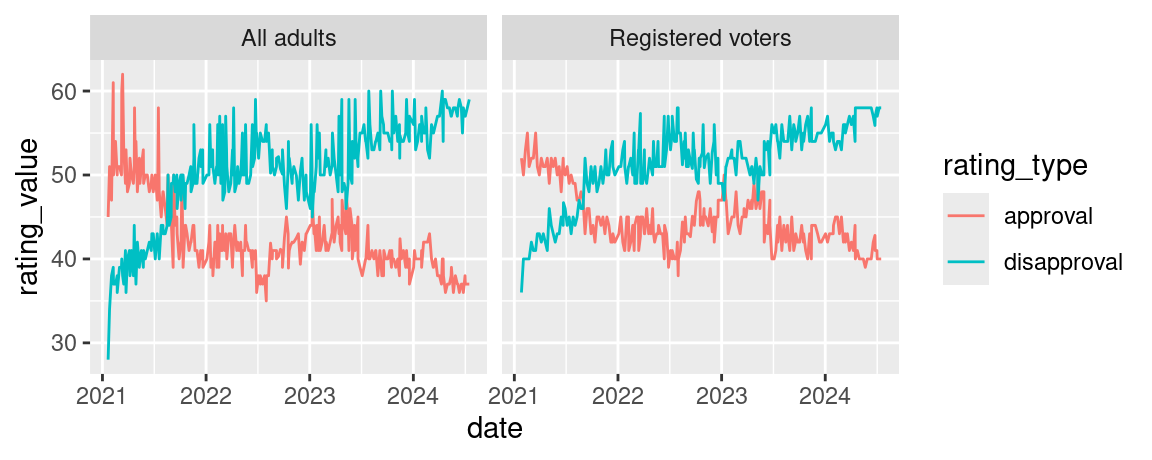 All adults
Registered voters
rating_value
60
50
40
30
2021
2022
2023
2024
2021
2022
2023
2024
date
rating_type
approval
disapproval